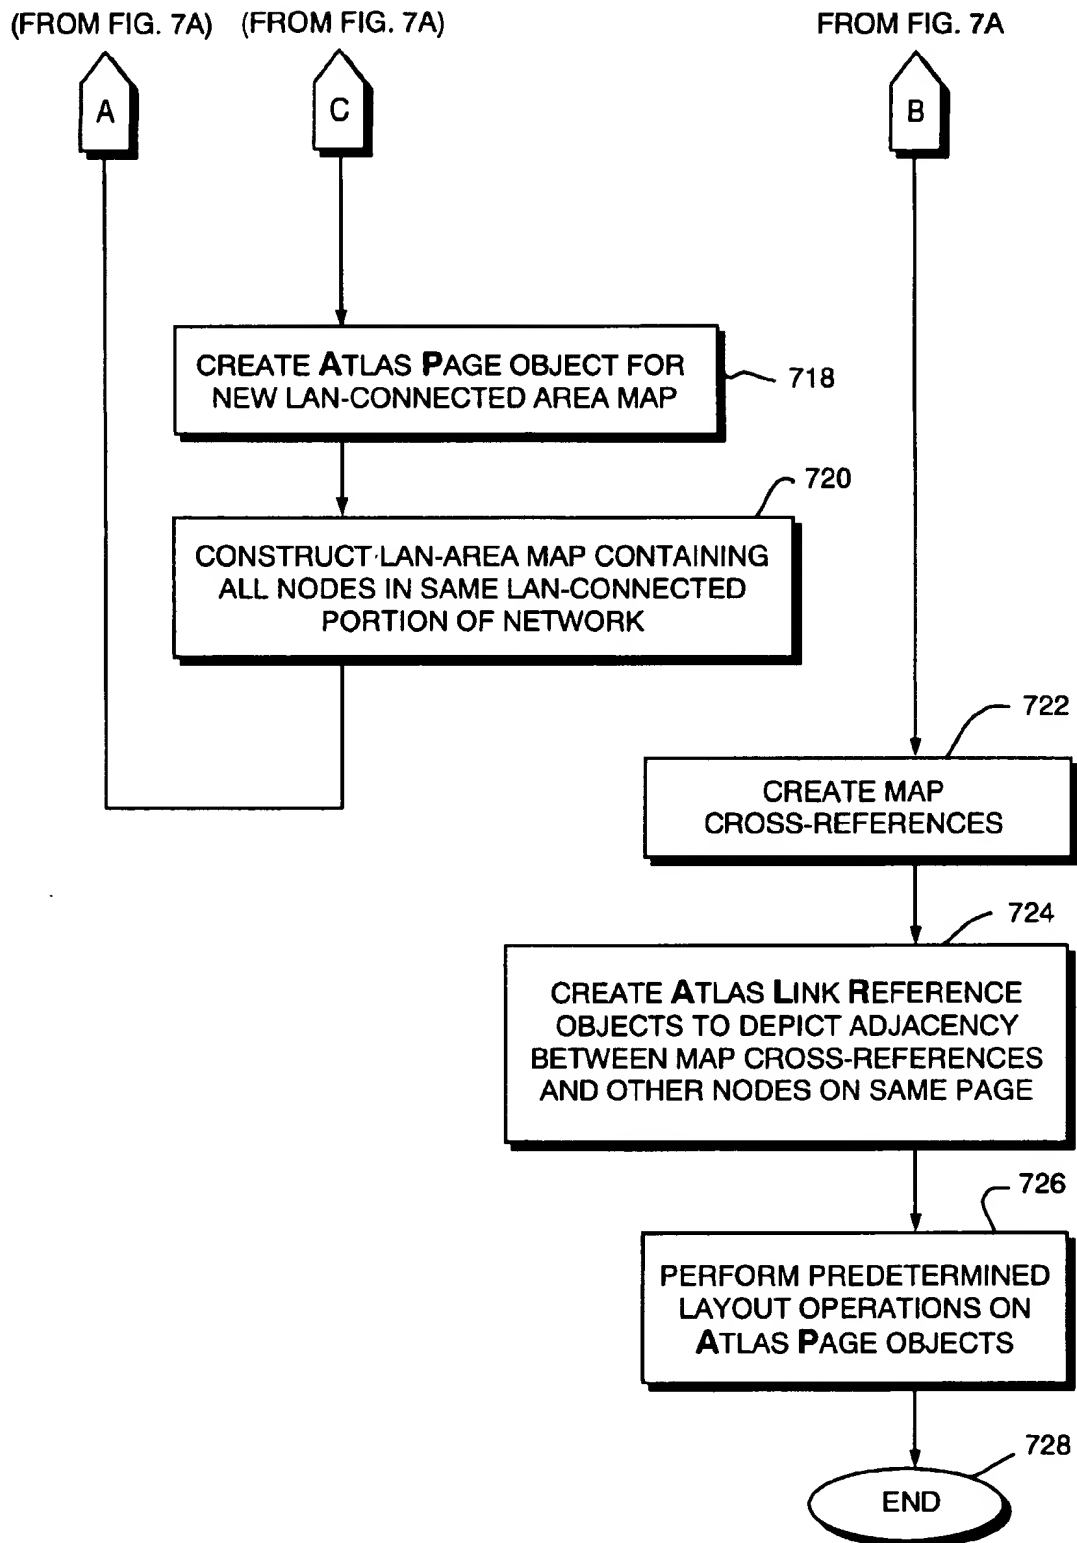 (FROM FIG. 7A) (FROM FIG. 7A) FROM FIG. 7A
A C B
CREATE ATLAS PAGE OBJECT FOR
NEW LAN-CONNECTED AREA MAP
718
720
CONSTRUCT LAN-AREA MAP CONTAINING
ALL NODES IN SAME LAN-CONNECTED
PORTION OF NETWORK
722
CREATE MAP
CROSS-REFERENCES
724
CREATE ATLAS LINK REFERENCE
OBJECTS TO DEPICT ADJACENCY
BETWEEN MAP CROSS-REFERENCES
AND OTHER NODES ON SAME PAGE
726
PERFORM PREDETERMINED
LAYOUT OPERATIONS ON
ATLAS PAGE OBJECTS
728
END